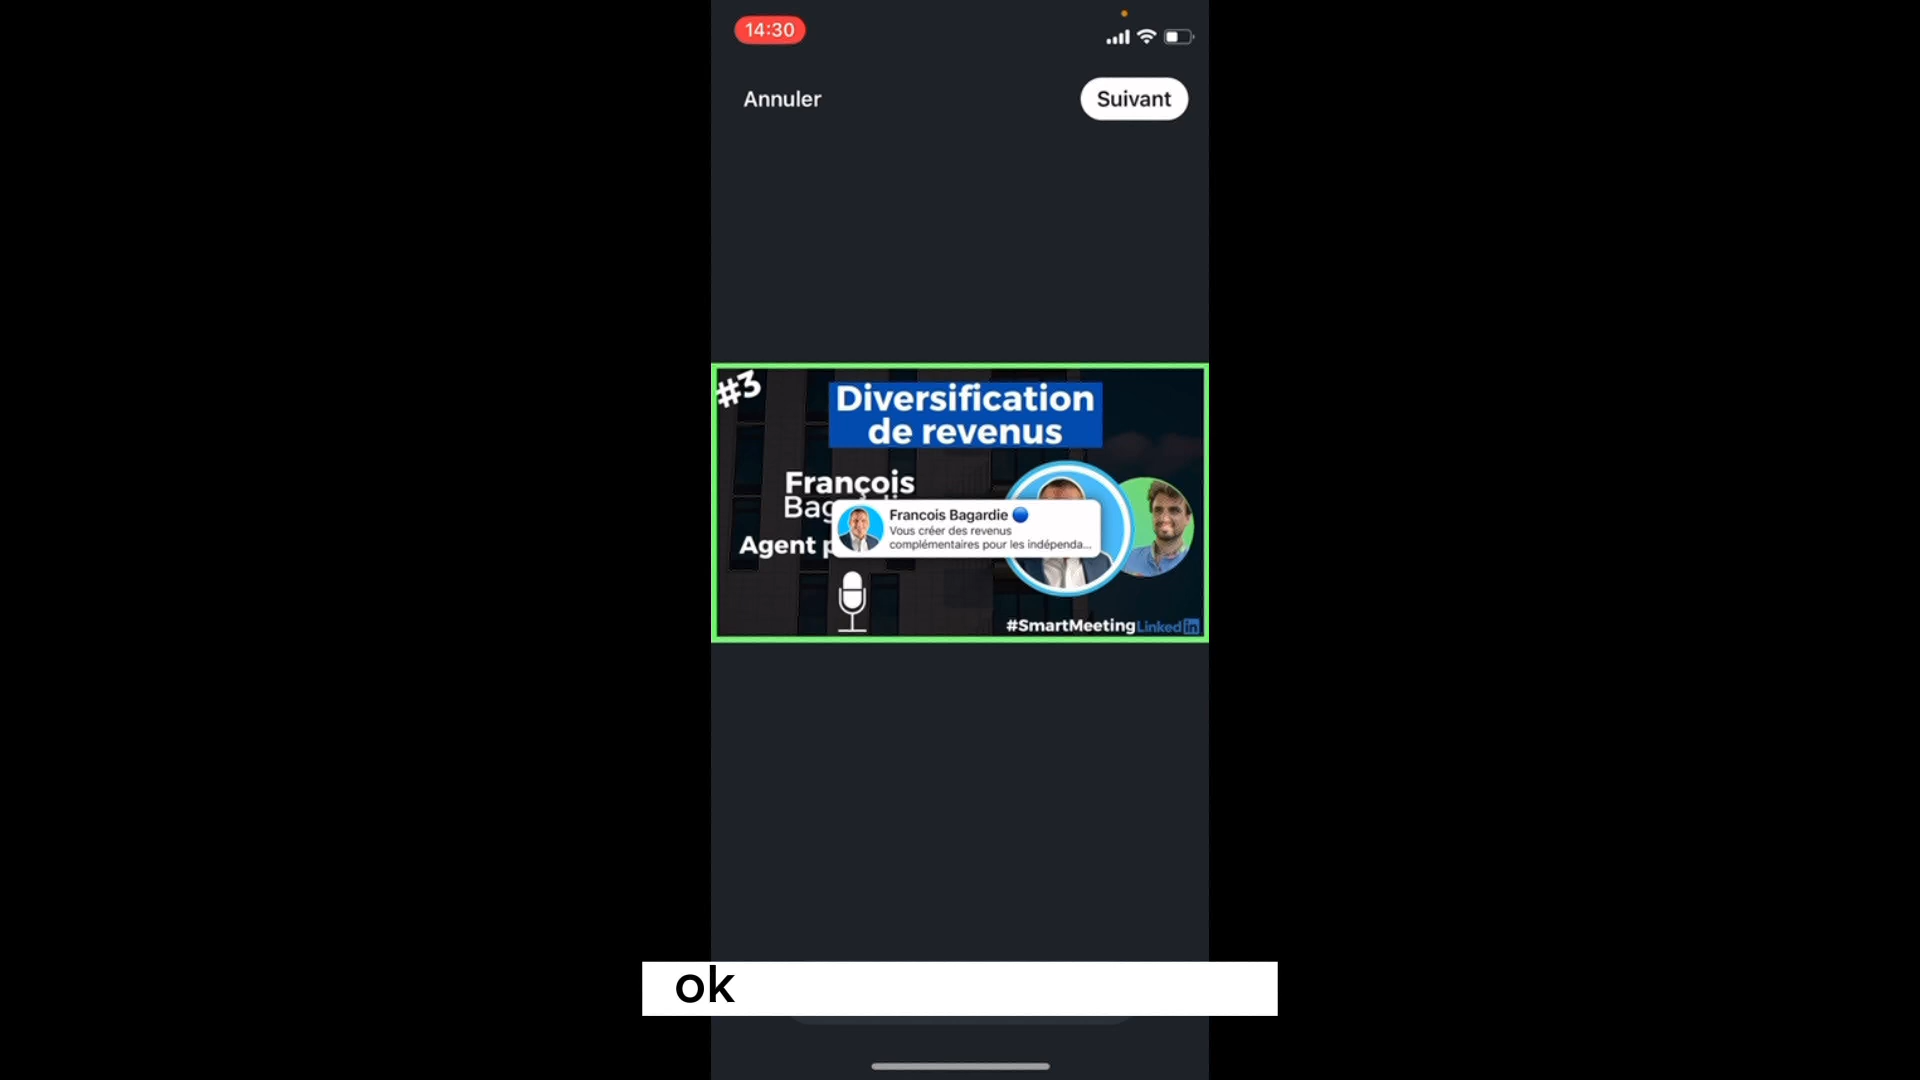 14:30
Annuler
Suivant
#3
Diversification
de revenus
François
Francois Bagardie
Vous créer des revenus
complémentaires pour les indépenda...
Agent
#SmartMeeting Linked in
ok